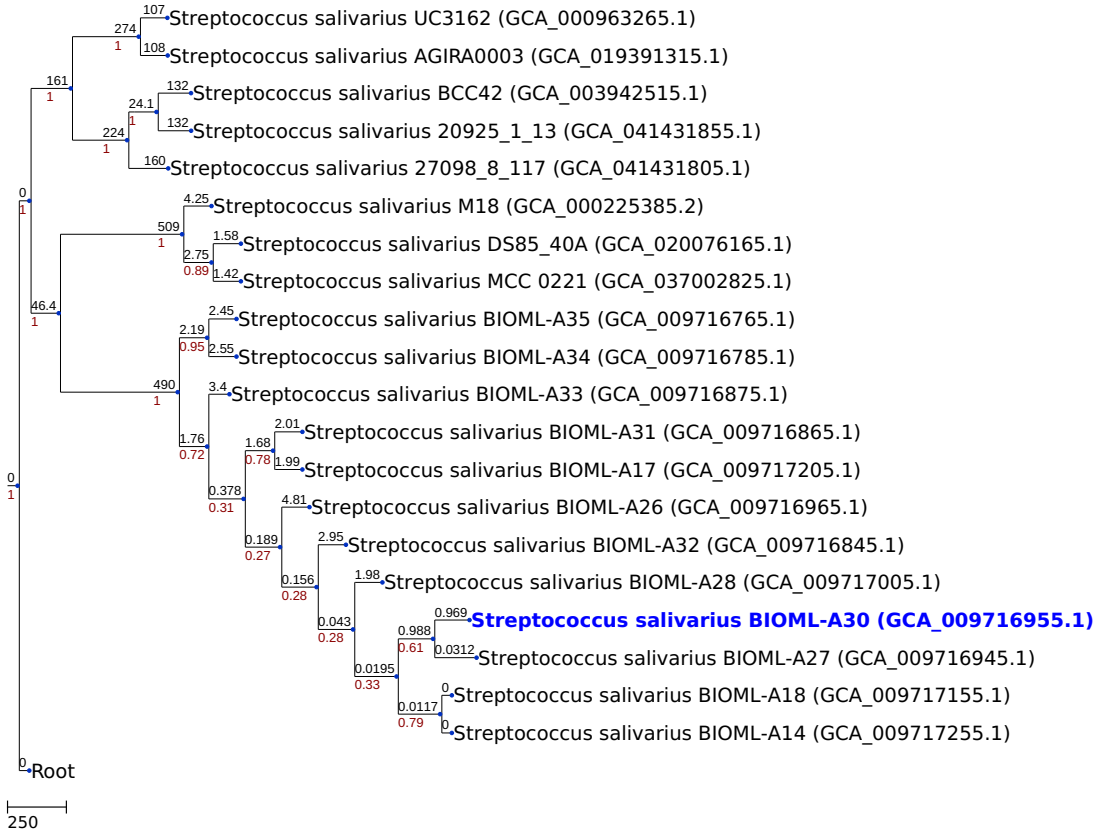 107
Streptococcus salivarius UC3162 (GCA_000963265.1)
274
1
108
Streptococcus salivarius AGIRA0003 (GCA_019391315.1)
161
1
132
Streptococcus salivarius BCC42 (GCA_003942515.1)
24.1
1
132
Streptococcus salivarius 20925_1_13 (GCA_041431855.1)
224
1
160
Streptococcus salivarius 27098_8_117 (GCA_041431805.1)
0
1
4.25
Streptococcus salivarius M18 (GCA_000225385.2)
509
1
1.58
Streptococcus salivarius DS85_40A (GCA_020076165.1)
2.75
0.89
1.42
Streptococcus salivarius MCC 0221 (GCA_037002825.1)
46.4
1
2.45
Streptococcus salivarius BIOML-A35 (GCA_009716765.1)
2.19
0.95
2.55
Streptococcus salivarius BIOML-A34 (GCA_009716785.1)
490
1
3.4
Streptococcus salivarius BIOML-A33 (GCA_009716875.1)
1.76
0.72
2.01
Streptococcus salivarius BIOML-A31 (GCA_009716865.1)
1.68
0.78
1.99
Streptococcus salivarius BIOML-A17 (GCA_009717205.1)
0.378
0.31
4.81
Streptococcus salivarius BIOML-A26 (GCA_009716965.1)
0.189
0.27
2.95
Streptococcus salivarius BIOML-A32 (GCA_009716845.1)
0.156
0.28
1.98
Streptococcus salivarius BIOML-A28 (GCA_009717005.1)
0.043
0.28
0.969
Streptococcus salivarius BIOML-A30 (GCA_009716955.1)
0.988
0.61
0.0312
Streptococcus salivarius BIOML-A27 (GCA_009716945.1)
0.0195
0.33
0
Streptococcus salivarius BIOML-A18 (GCA_009717155.1)
0.0117
0.79
0
Streptococcus salivarius BIOML-A14 (GCA_009717255.1)
0
1
0
Root
250